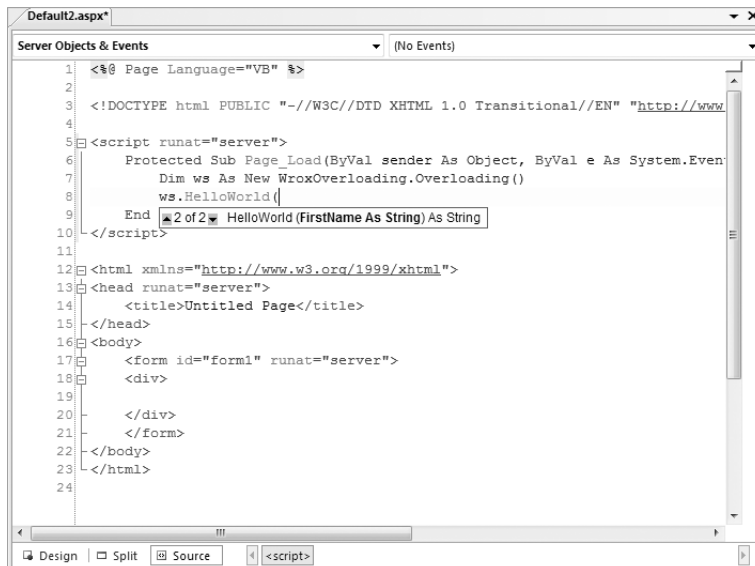 Default2.aspx*
Server Objects & Events (No Events)
1 <%@ Page Language="VB" %>
2
3 <!DOCTYPE html PUBLIC "-//W3C//DTD XHTML 1.0 Transitional//EN" "http://www
4
5 <script runat="server">
6 Protected Sub Page_Load(ByVal sender As Object, ByVal e As System.Even
7 Dim ws As New WroxOverloading.Overloading()
8 ws.HelloWorld(
9 End 2 of 2 HelloWorld (FirstName As String) As String
10 </script>
11
12 <html xmlns="http://www.w3.org/1999/xhtml">
13 <head runat="server">
14 <title>Untitled Page</title>
15 </head>
16 <body>
17 <form id="form1" runat="server">
18 <div>
19
20 </div>
21 </form>
22 </body>
23 </html>
24
Design Split Source <script>